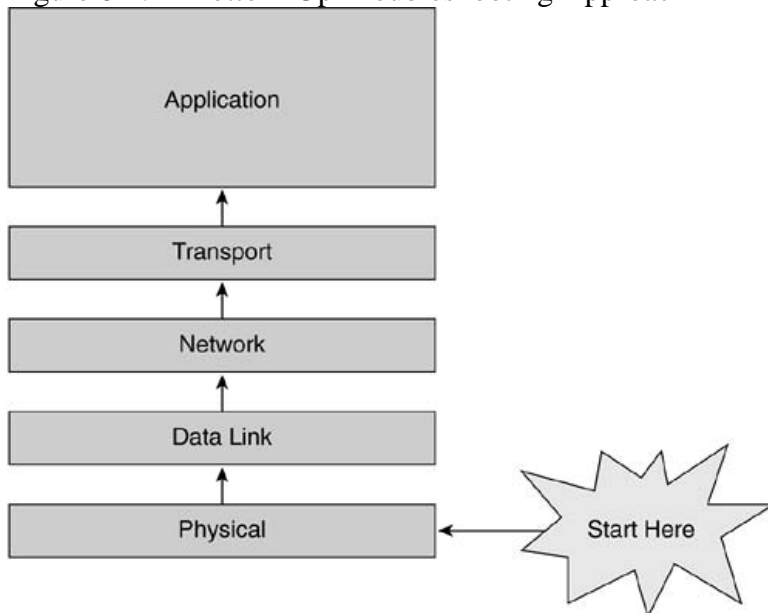 Application
Transport
Network
Data Link
Physical
Start Here